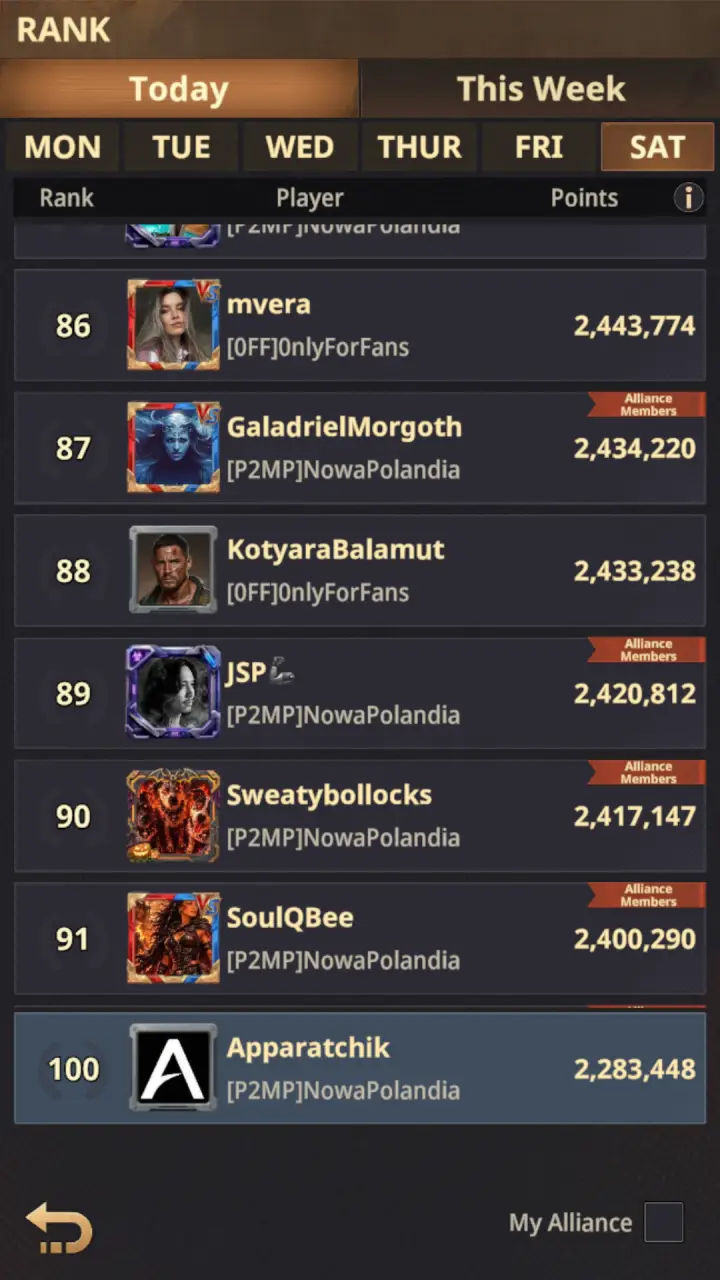 RANK
Today
This Week
MON
TUE
WED
THUR
FRI
SAT
Rank
Player
Points
[P2MP]NowaPolandia
86
mvera
[0FF]0nlyForFans
2,443,774
Alliance
Members
87
GaladrielMorgoth
[P2MP]NowaPolandia
2,434,220
88
KotyaraBalamut
[0FF]0nlyForFans
2,433,238
Alliance
Members
89
JSP🦾
[P2MP]NowaPolandia
2,420,812
Alliance
Members
90
Sweatybollocks
[P2MP]NowaPolandia
2,417,147
Alliance
Members
91
SoulQBee
[P2MP]NowaPolandia
2,400,290
100
Apparatchik
[P2MP]NowaPolandia
2,283,448
My Alliance